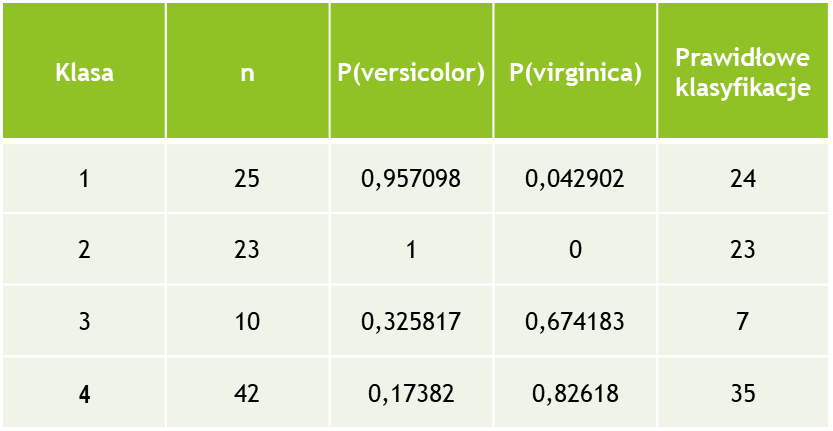 Klasa n P(versicolor) P(virginica) Prawidłowe klasyfikacje
1 25 0,957098 0,042902 24
2 23 1 0 23
3 10 0,325817 0,674183 7
4 42 0,17382 0,82618 35